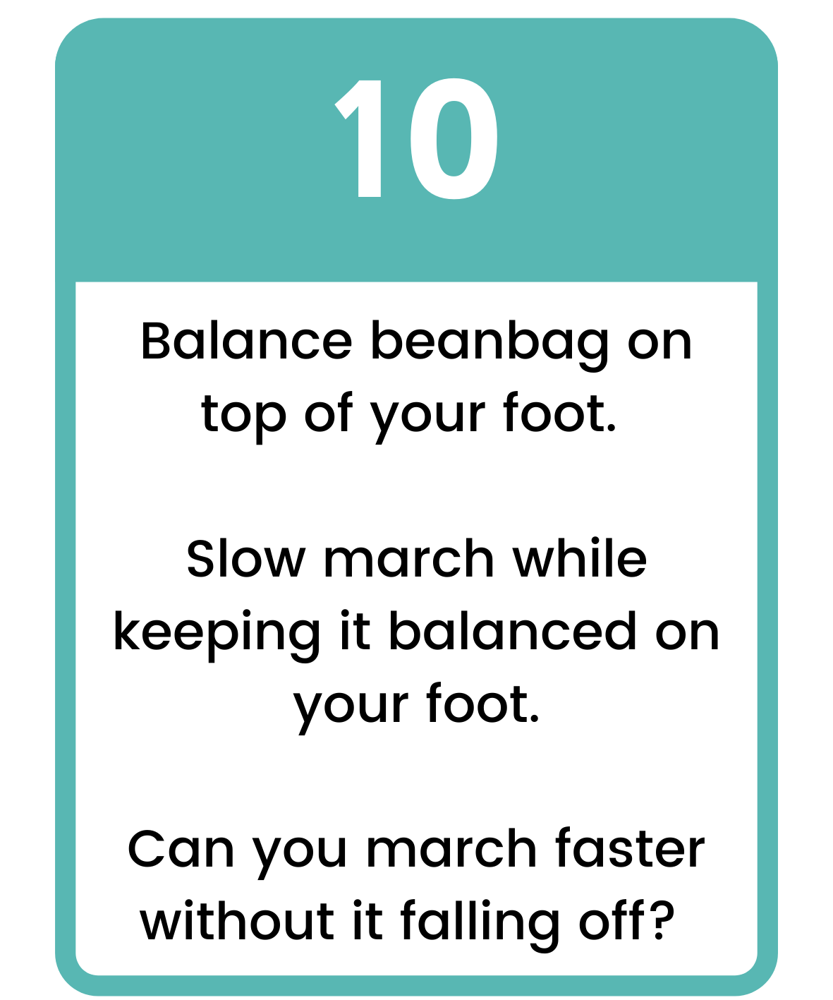 10
Balance beanbag on
top of your foot.
Slow march while
keeping it balanced on
your foot.
Can you march faster
without it falling off?